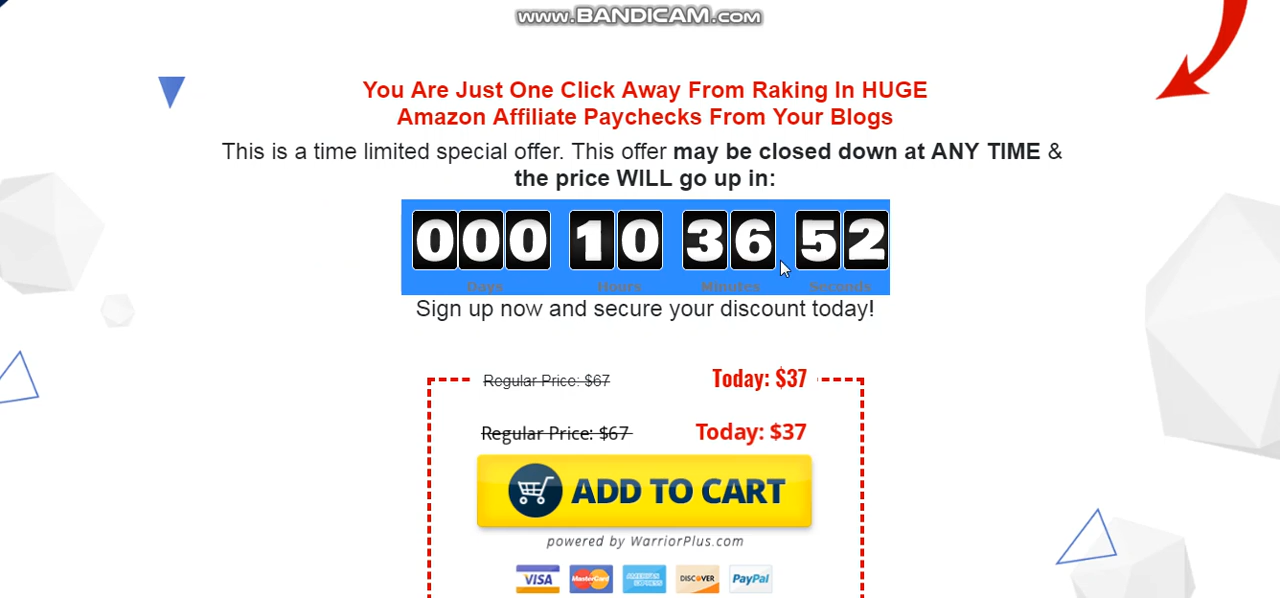 www.BANDICAM.com
You Are Just One Click Away From Raking In HUGE
Amazon Affiliate Paychecks From Your Blogs
This is a time limited special offer. This offer may be closed down at ANY TIME &
the price WILL go up in:
000 10 36 52
Days Hours Minutes Seconds
Sign up now and secure your discount today!
Regular Price: $67 Today: $37
Regular Price: $67 Today: $37
ADD TO CART
powered by WarriorPlus.com
VISA MasterCard AMERICAN EXPRESS DISCOVER PayPal